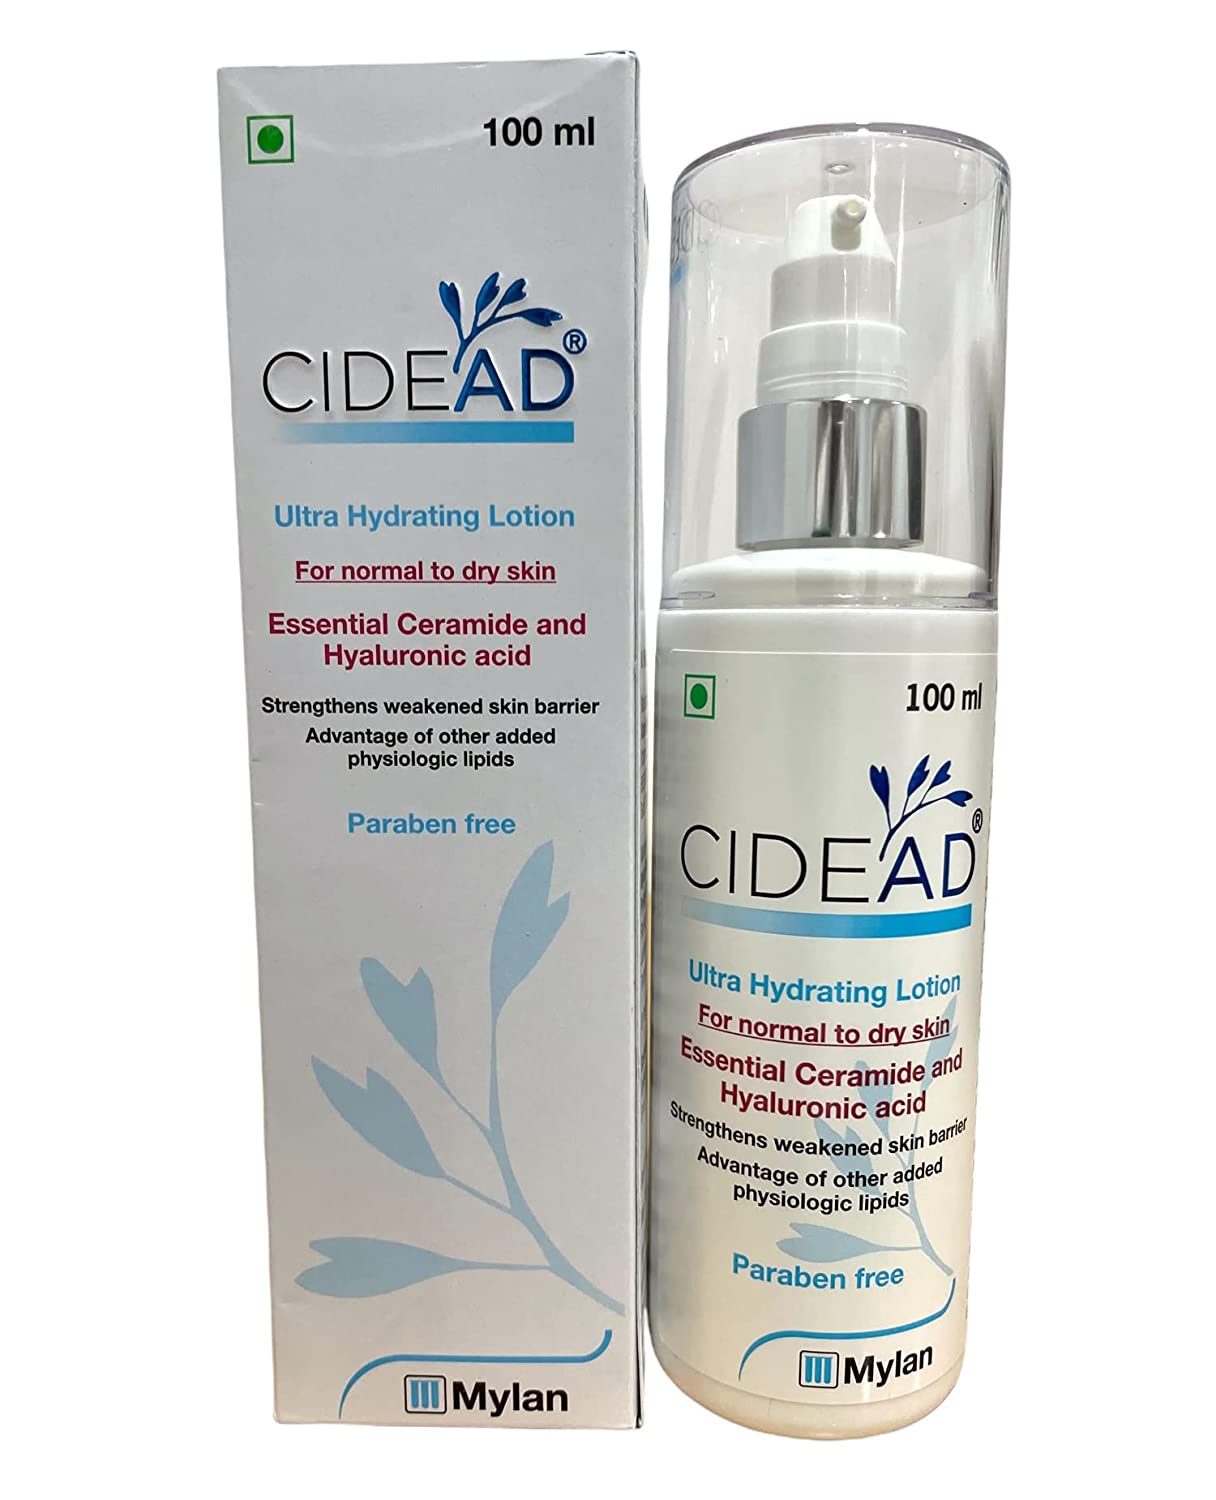 100 ml
CIDEAD®
Ultra Hydrating Lotion
For normal to dry skin
Essential Ceramide and
Hyaluronic acid
Strengthens weakened skin barrier
Advantage of other added
physiologic lipids
Paraben free
Mylan
100 ml
CIDEAD®
Ultra Hydrating Lotion
For normal to dry skin
Essential Ceramide and
Hyaluronic acid
Strengthens weakened skin barrier
Advantage of other added
physiologic lipids
Paraben free
Mylan